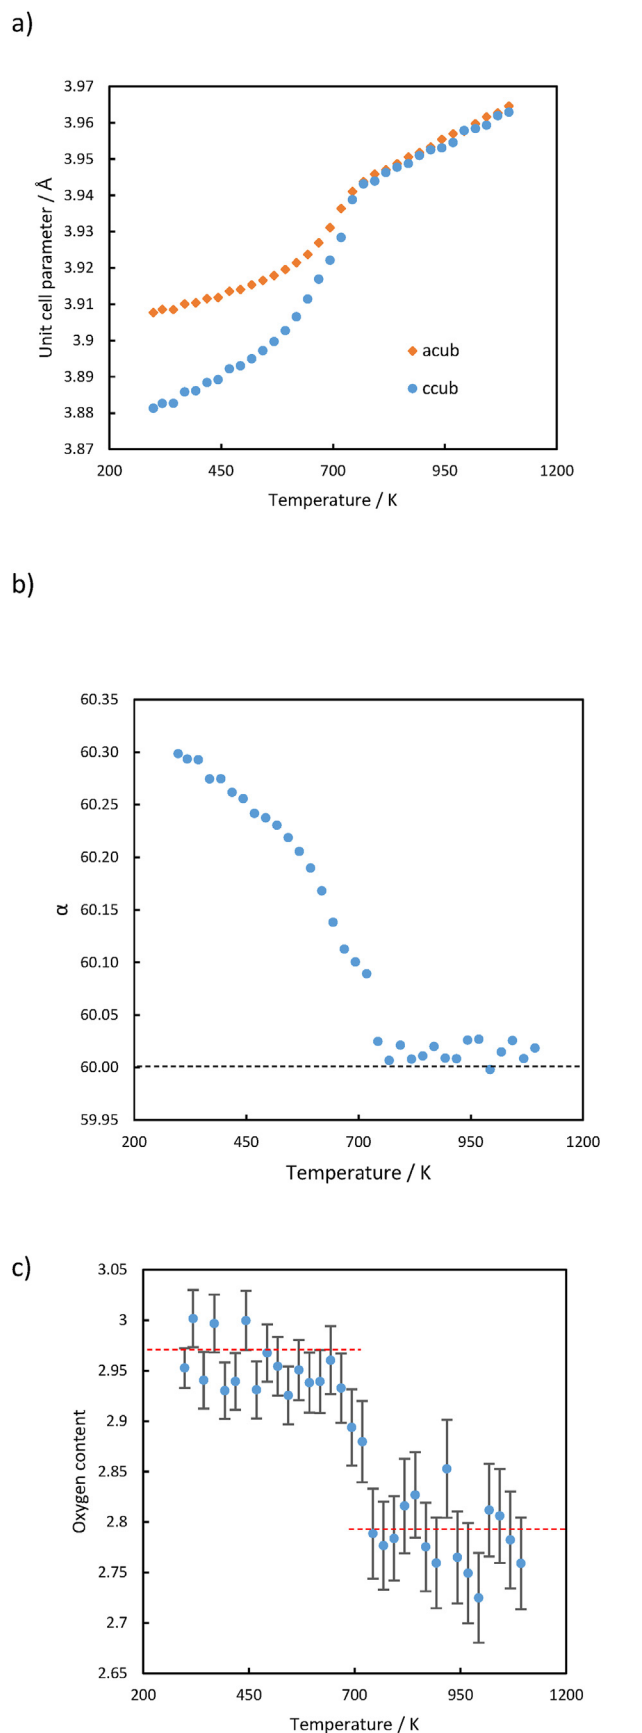 a)
3.97
3.96
3.95
3.94
3.93
3.92
3.91
3.9
3.89
3.88
3.87
Unit cell parameter / Å
acub
ccub
200 450 700 950 1200
Temperature / K
b)
60.35
60.30
60.25
60.20
60.15
60.10
60.05
60.00
59.95
α
200 450 700 950 1200
Temperature / K
c)
3.05
3
2.95
2.9
2.85
2.8
2.75
2.7
2.65
Oxygen content
200 450 700 950 1200
Temperature / K